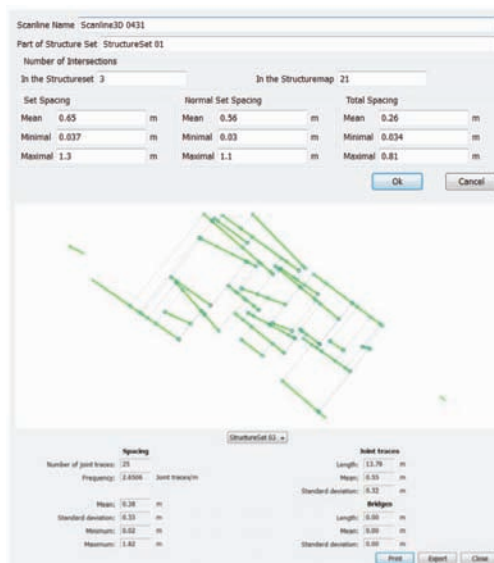 Scanline Name Scanline3D 0431
Part of Structure Set StructureSet 01
Number of Intersections
In the Structureset 3 In the Structuremap 21
Set Spacing Normal Set Spacing Total Spacing
Mean 0.65 m Mean 0.56 m Mean 0.26 m
Minimal 0.037 m Minimal 0.03 m Minimal 0.034 m
Maximal 1.3 m Maximal 1.1 m Maximal 0.81 m
Ok Cancel
StructureSet 02
Spacing Joint traces
Number of joint traces: 25 Length: 13.78 m
Frequency: 2.6506 Joint traces/m Mean: 0.55 m
Standard deviation: 0.32 m
Mean: 0.38 m Bridges
Standard deviation: 0.33 m Length: 0.00 m
Minimum: 0.02 m Mean: 0.00 m
Maximum: 1.62 m Standard deviation: 0.00 m
Print Export Close